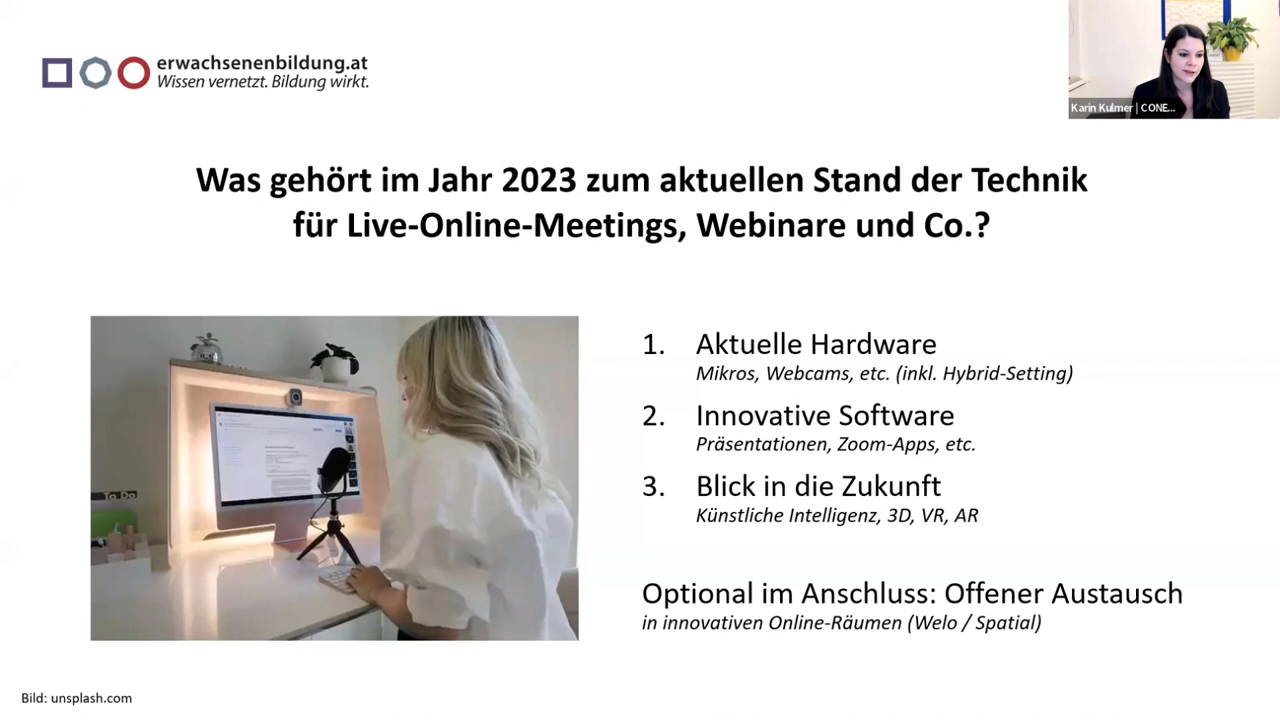 erwachsenenbildung.at
Wissen vernetzt. Bildung wirkt.
Karin Kulmer | CONE...
Was gehört im Jahr 2023 zum aktuellen Stand der Technik
für Live-Online-Meetings, Webinare und Co.?
1. Aktuelle Hardware
Mikros, Webcams, etc. (inkl. Hybrid-Setting)
2. Innovative Software
Präsentationen, Zoom-Apps, etc.
3. Blick in die Zukunft
Künstliche Intelligenz, 3D, VR, AR
Optional im Anschluss: Offener Austausch
in innovativen Online-Räumen (Welo / Spatial)
To Do
Bild: unsplash.com